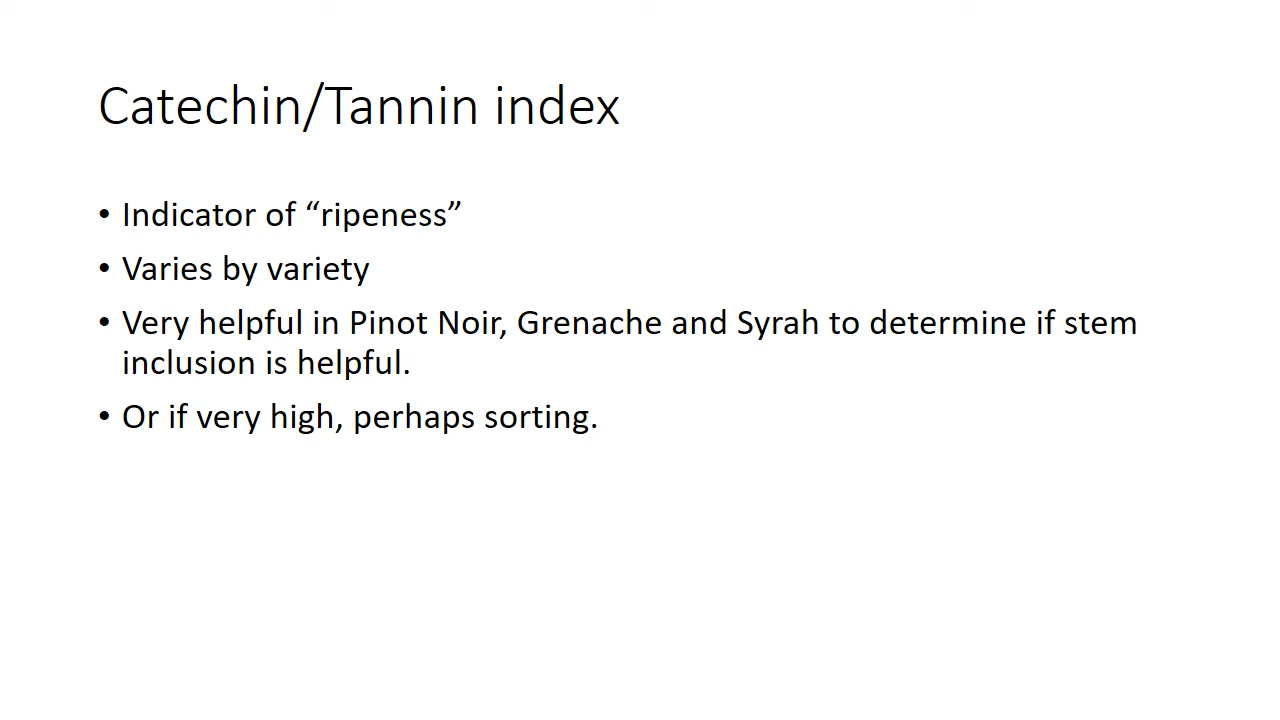 Catechin/Tannin index
• Indicator of “ripeness”
• Varies by variety
• Very helpful in Pinot Noir, Grenache and Syrah to determine if stem
inclusion is helpful.
• Or if very high, perhaps sorting.